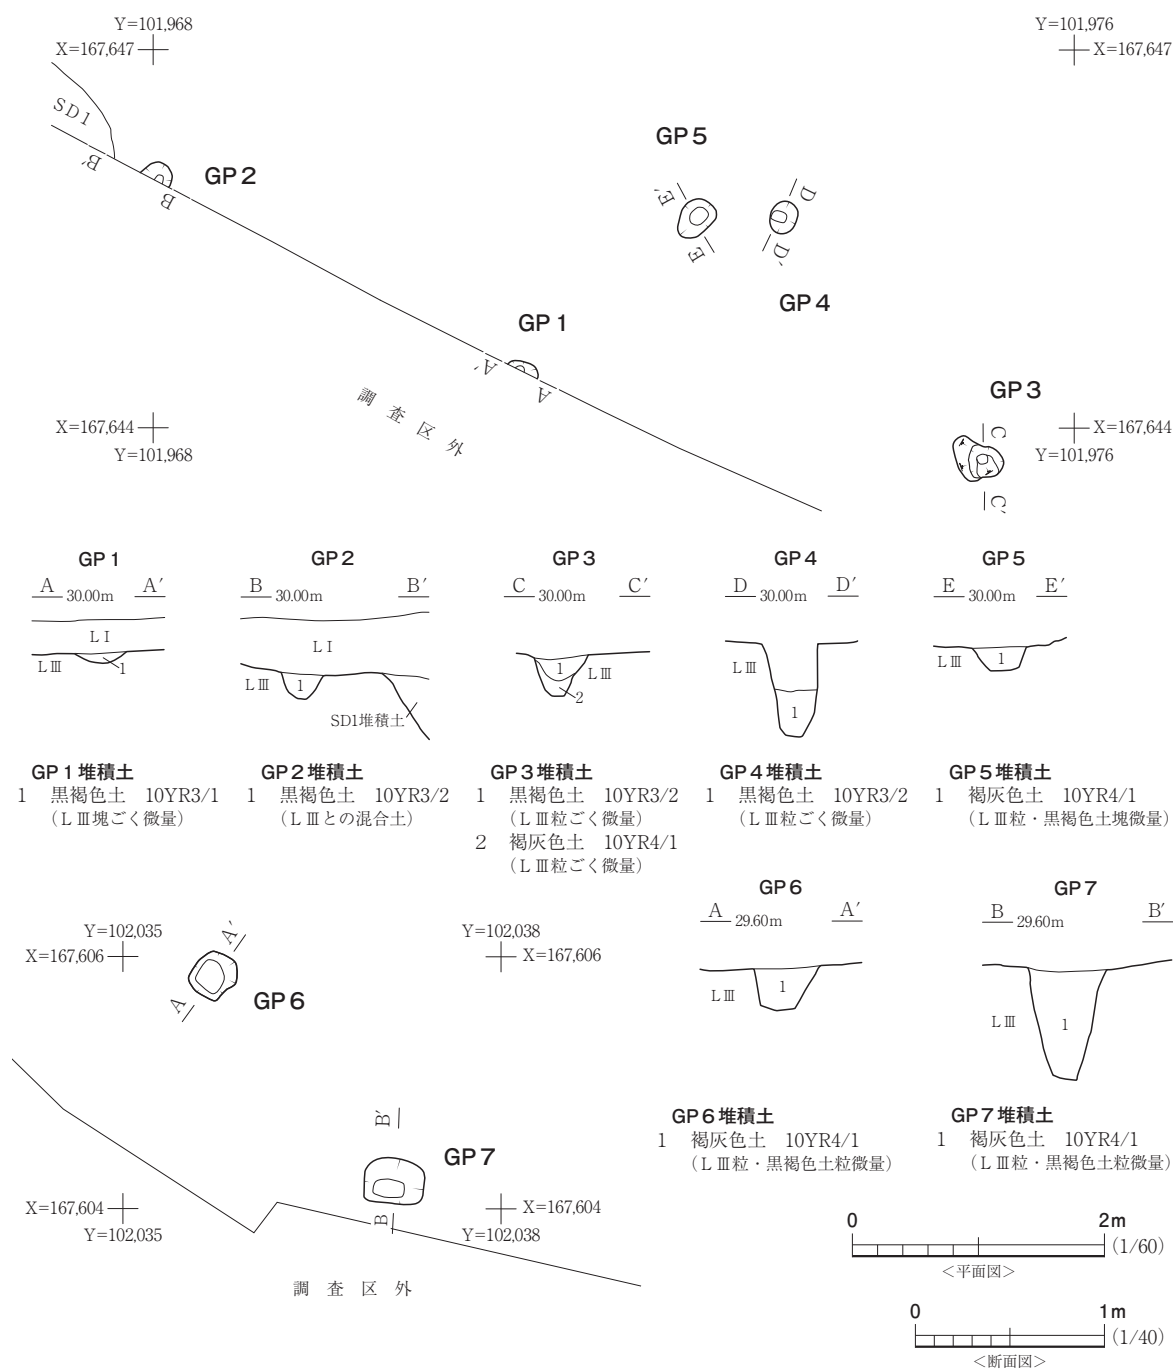 Y=101,968
X=167,647
Y=101,976
X=167,647
SD1
B′
B
GP2
GP5
E′
E
D
D′
GP4
GP1
A′
A
調査区外
GP3
C
C′
X=167,644
Y=101,968
X=167,644
Y=101,976
GP1
A 30.00m A′
LⅠ
LⅢ
1
GP2
B 30.00m B′
LⅠ
LⅢ
1
SD1堆積土
GP3
C 30.00m C′
1
LⅢ
2
GP4
D 30.00m D′
LⅢ
1
GP5
E 30.00m E′
LⅢ
1
GP1堆積土
1 黒褐色土 10YR3/1
(LⅢ塊ごく微量)
GP2堆積土
1 黒褐色土 10YR3/2
(LⅢとの混合土)
GP3堆積土
1 黒褐色土 10YR3/2
(LⅢ粒ごく微量)
2 褐灰色土 10YR4/1
(LⅢ粒ごく微量)
GP4堆積土
1 黒褐色土 10YR3/2
(LⅢ粒ごく微量)
GP5堆積土
1 褐灰色土 10YR4/1
(LⅢ粒・黒褐色土塊微量)
Y=102,035
X=167,606
A′
A
GP6
Y=102,038
X=167,606
GP6
A 29.60m A′
LⅢ
1
GP7
B 29.60m B′
LⅢ
1
B′
GP7
B
X=167,604
Y=102,035
X=167,604
Y=102,038
調査区外
GP6堆積土
1 褐灰色土 10YR4/1
(LⅢ粒・黒褐色土粒微量)
GP7堆積土
1 褐灰色土 10YR4/1
(LⅢ粒・黒褐色土粒微量)
0 2m
(1/60)
<平面図>
0 1m
(1/40)
<断面図>